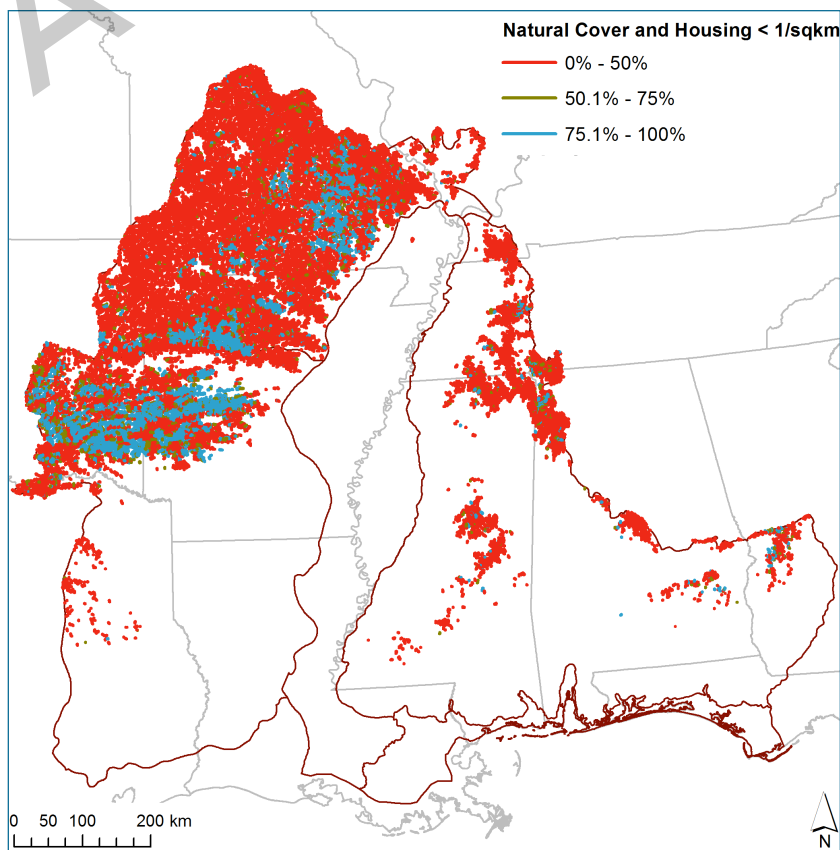 A
Natural Cover and Housing < 1/sqkm
0% - 50%
50.1% - 75%
75.1% - 100%
0 50 100 200 km
N